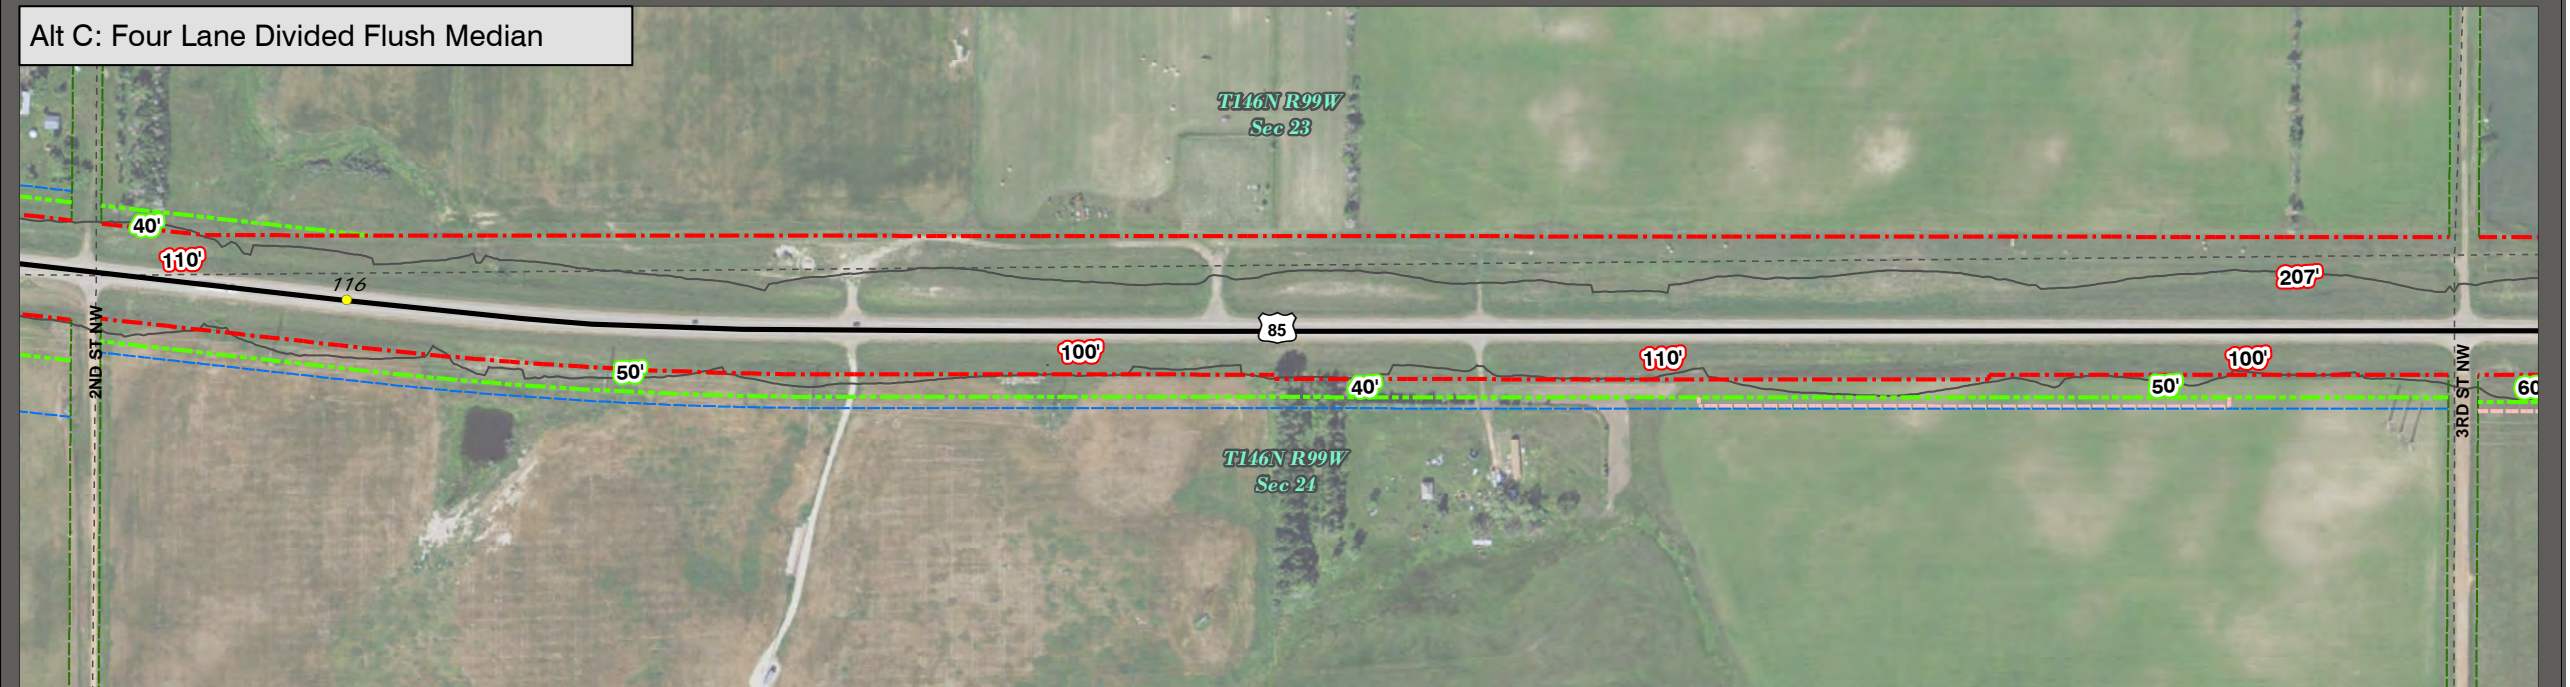 Alt C: Four Lane Divided Flush Median
T146N R99W
Sec 23
40'
110'
116
207'
2ND ST NW
85
50'
100'
40'
110'
100'
50'
60
3RD ST NW
T146N R99W
Sec 24